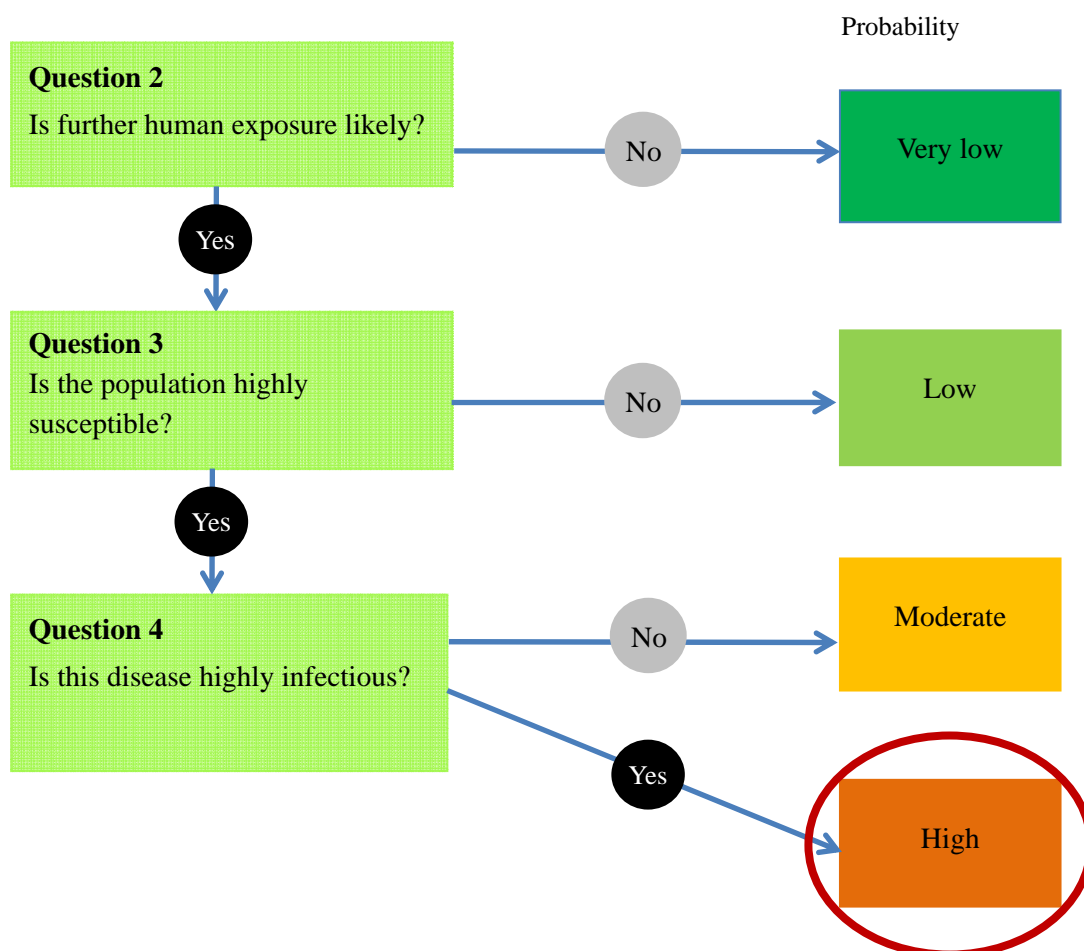 Probability
Question 2
Is further human exposure likely?
No
Very low
Yes
Question 3
Is the population highly
susceptible?
No
Low
Yes
Question 4
Is this disease highly infectious?
No
Moderate
Yes
High